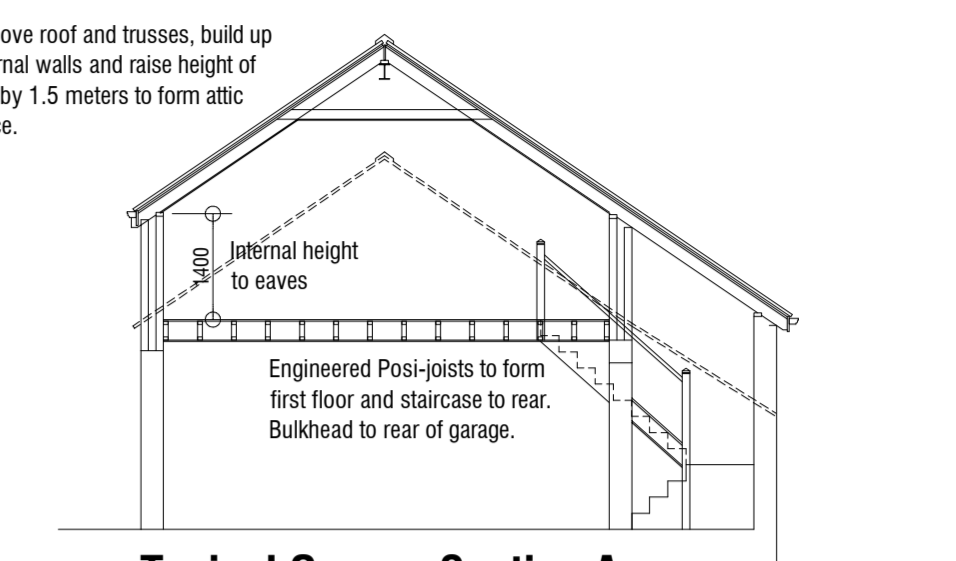 ove roof and trusses, build up
rnal walls and raise height of
by 1.5 meters to form attic
ce.
1400
Internal height
to eaves
Engineered Posi-joists to form
first floor and staircase to rear.
Bulkhead to rear of garage.